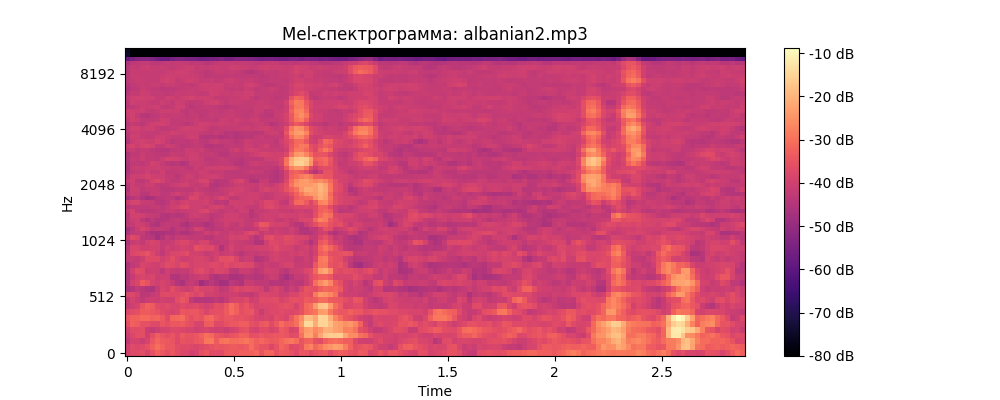 Mel-спектрограмма: albanian2.mp3
8192
4096
2048
1024
512
0
Hz
0 0.5 1 1.5 2 2.5
Time
-10 dB
-20 dB
-30 dB
-40 dB
-50 dB
-60 dB
-70 dB
-80 dB